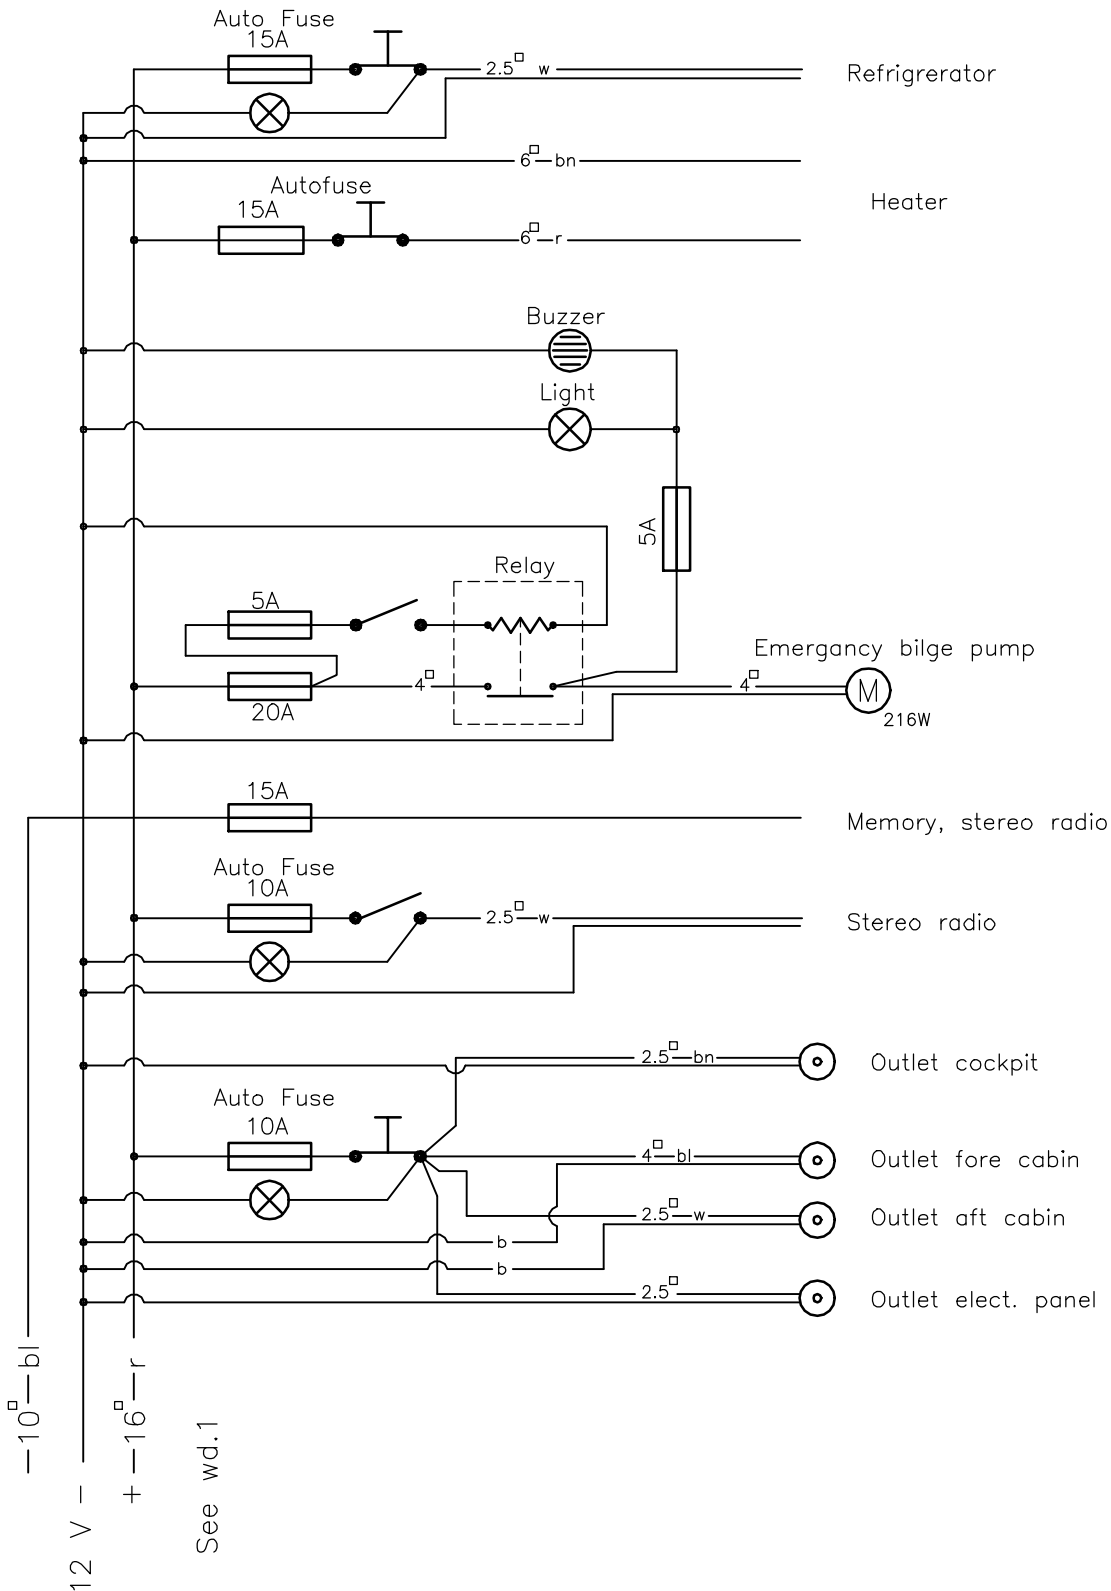 Auto Fuse
15A
2.5□ w
Refrigrerator
6□ bn
Autofuse
15A
Heater
6□ r
Buzzer
Light
5A
Relay
5A
Emergancy bilge pump
4□
4□
M
20A
216W
15A
Memory, stereo radio
Auto Fuse
10A
2.5□ w
Stereo radio
2.5□ bn
Outlet cockpit
Auto Fuse
10A
4□ bl
Outlet fore cabin
2.5□ w
Outlet aft cabin
b
b
2.5□
Outlet elect. panel
10□ bl
12 V -
+ 16□ r
See wd.1